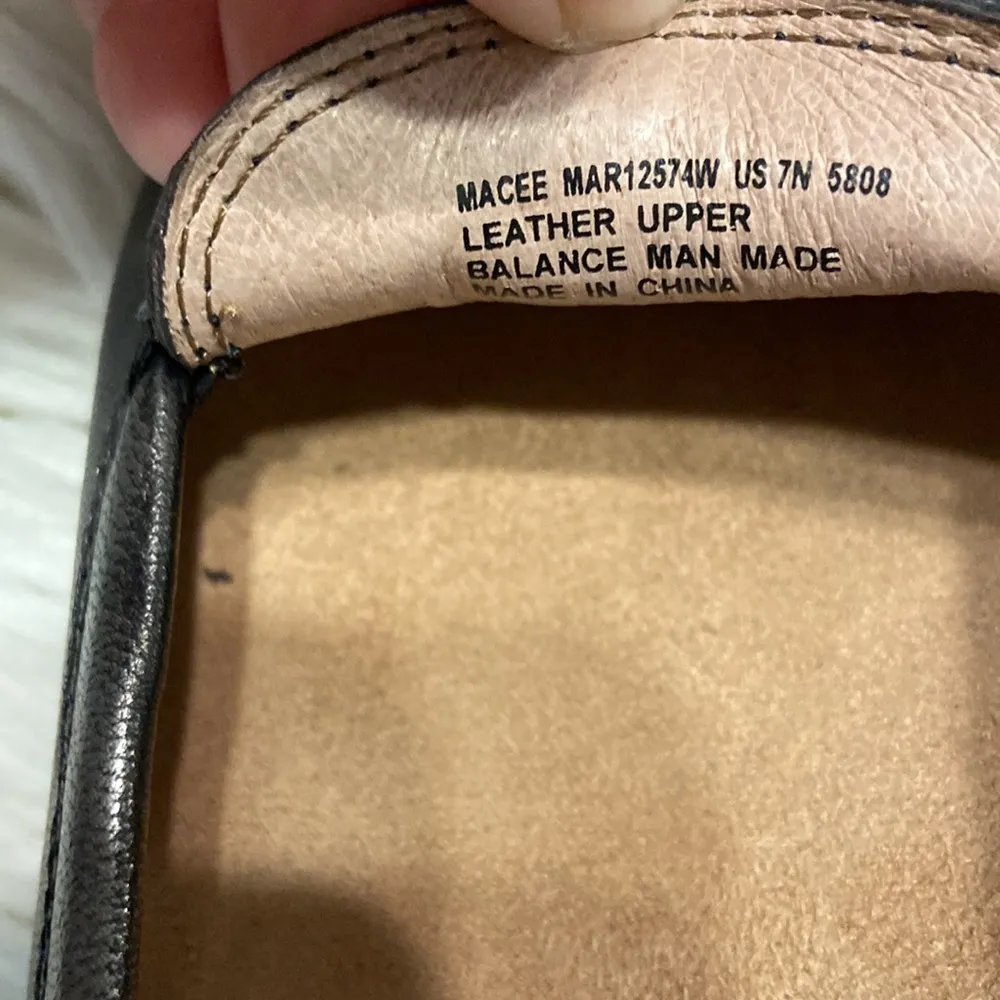 MACEE MAR12574W US 7N 5808
LEATHER UPPER
BALANCE MAN MADE
MADE IN CHINA